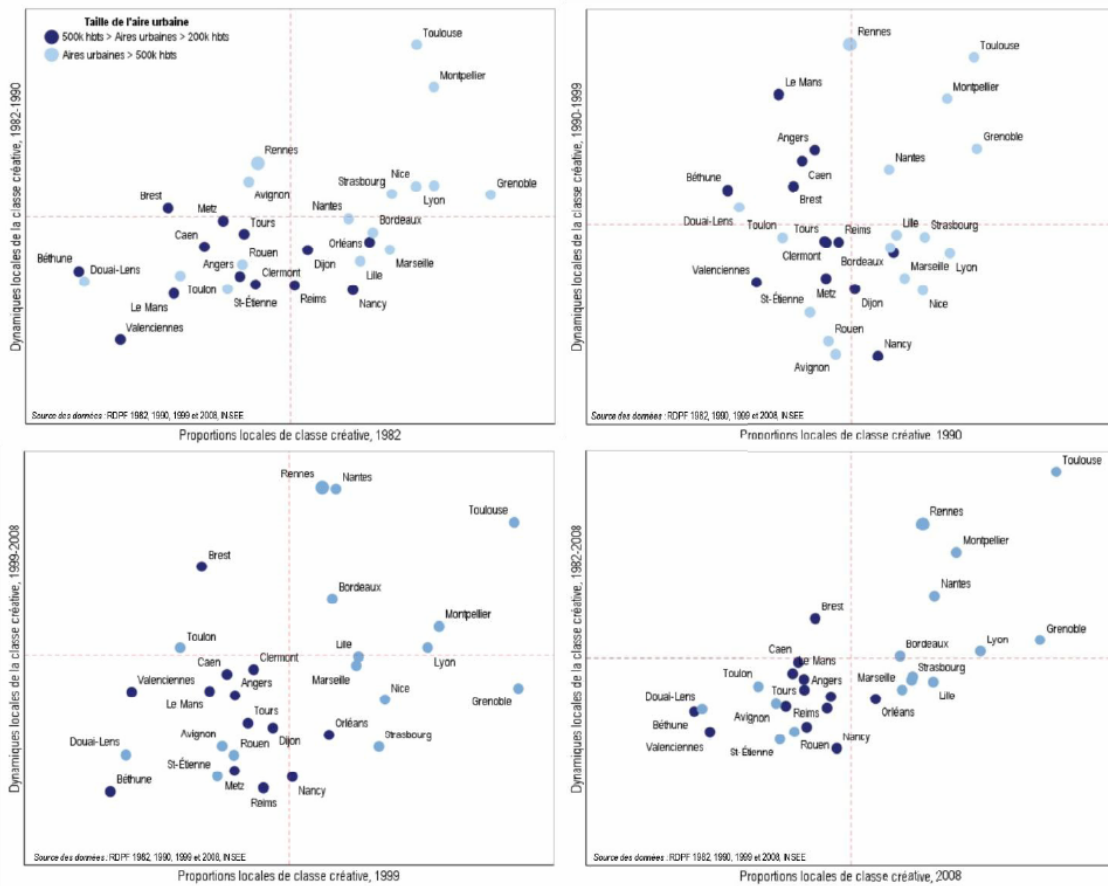 Taille de l'aire urbaine
500k hbts > Aires urbaines > 200k hbts
Aires urbaines > 500k hbts
Dynamiques locales de la classe créative, 1982-1990
Toulouse
Montpellier
Rennes
Avignon
Strasbourg
Nice
Lyon
Grenoble
Brest
Metz
Tours
Nantes
Bordeaux
Caen
Rouen
Orléans
Dijon
Marseille
Béthune
Douai-Lens
Angers
Clermont
Lille
Toulon
Le Mans
St-Étienne
Reims
Nancy
Valenciennes
Source des données : RDPF 1982, 1990, 1999 et 2008, INSEE
Proportions locales de classe créative, 1982
Dynamiques locales de la classe créative, 1990-1999
Rennes
Toulouse
Le Mans
Montpellier
Angers
Grenoble
Caen
Nantes
Béthune
Brest
Douai-Lens
Toulon
Tours
Reims
Lille
Strasbourg
Clermont
Bordeaux
Marseille
Lyon
Valenciennes
St-Étienne
Metz
Dijon
Nice
Rouen
Avignon
Nancy
Source des données : RDPF 1982, 1990, 1999 et 2008, INSEE
Proportions locales de classe créative, 1990
Dynamiques locales de la classe créative, 1999-2008
Rennes
Nantes
Toulouse
Brest
Bordeaux
Montpellier
Toulon
Lille
Lyon
Caen
Clermont
Marseille
Valenciennes
Angers
Le Mans
Nice
Grenoble
Tours
Orléans
Strasbourg
Douai-Lens
Avignon
Rouen
Dijon
St-Étienne
Béthune
Metz
Reims
Nancy
Source des données : RDPF 1982, 1990, 1999 et 2008, INSEE
Proportions locales de classe créative, 1999
Dynamiques locales de la classe créative, 1982-2008
Toulouse
Rennes
Montpellier
Nantes
Brest
Caen
Le Mans
Bordeaux
Lyon
Grenoble
Toulon
Angers
Marseille
Strasbourg
Lille
Douai-Lens
Tours
Orléans
Béthune
Avignon
Reims
Valenciennes
St-Étienne
Rouen
Nancy
Source des données : RDPF 1982, 1990, 1999 et 2008, INSEE
Proportions locales de classe créative, 2008